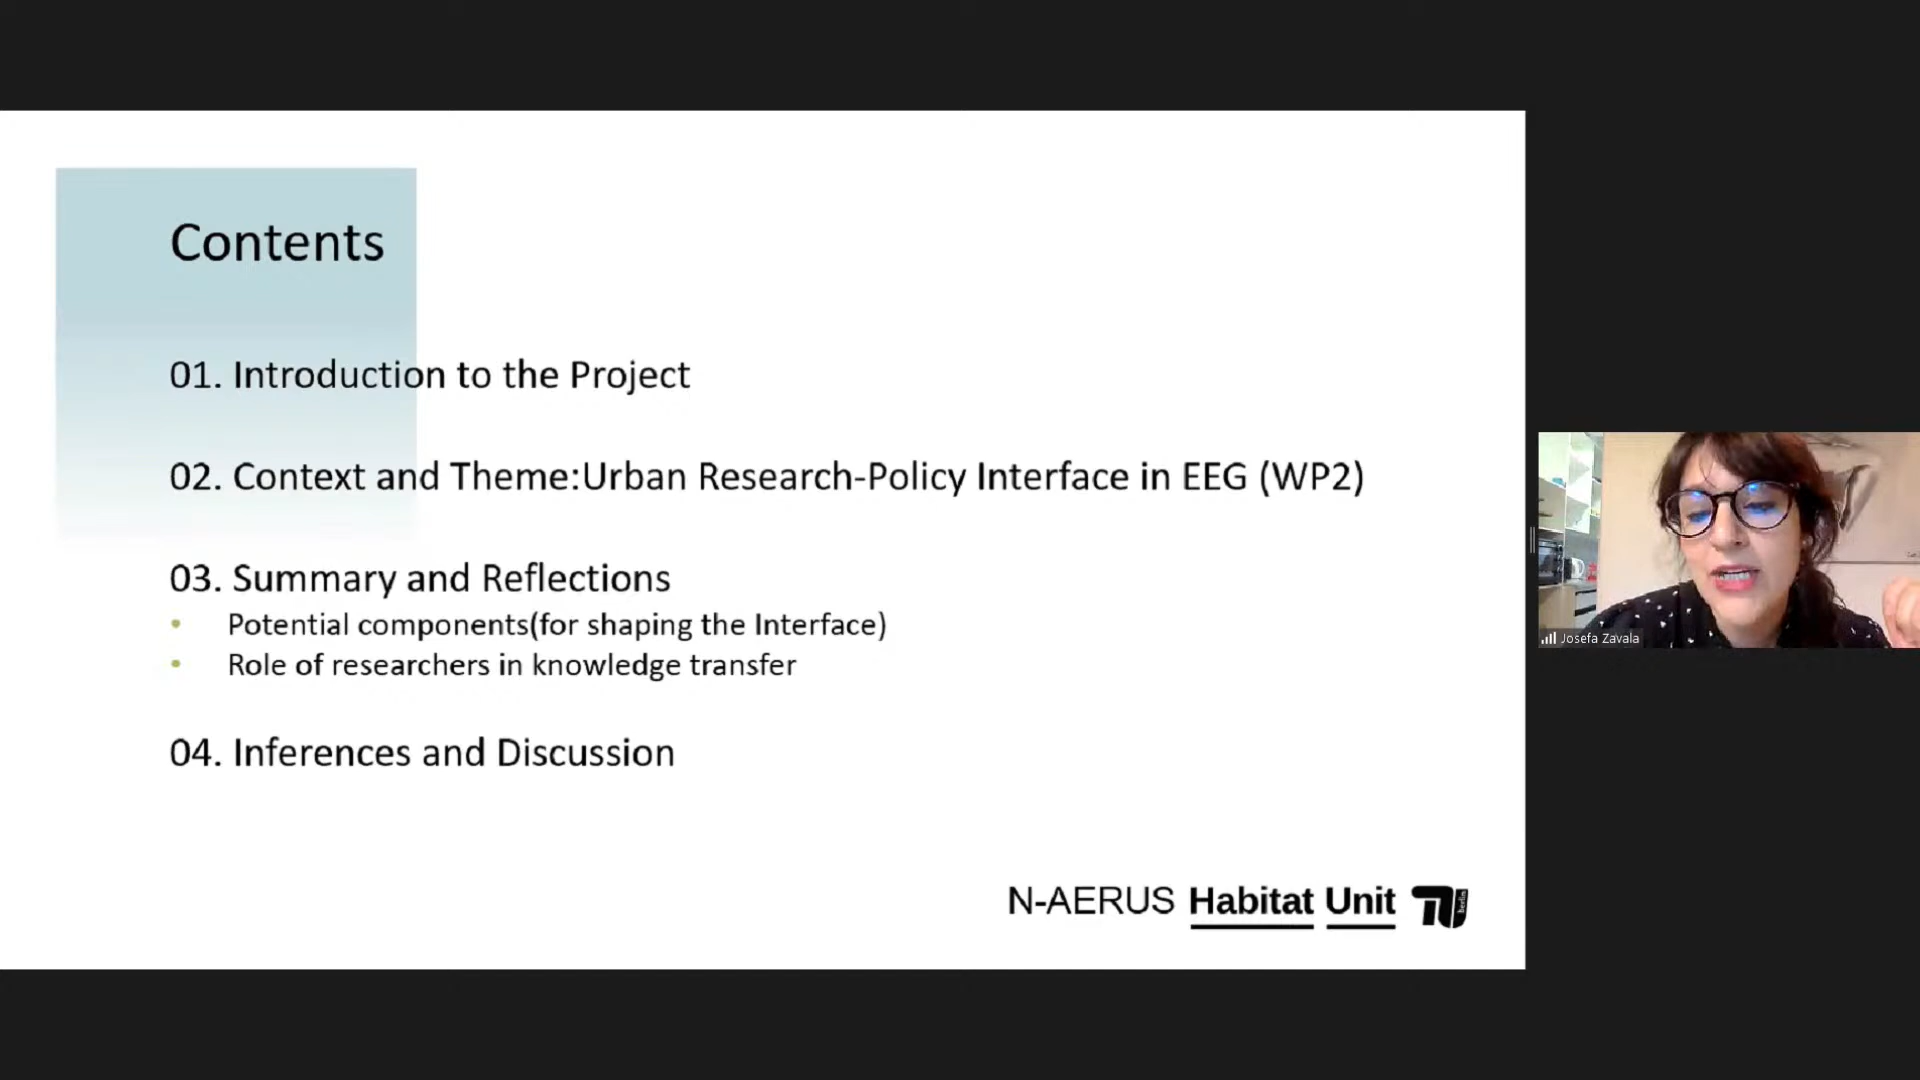 Contents
01. Introduction to the Project
02. Context and Theme:Urban Research-Policy Interface in EEG (WP2)
03. Summary and Reflections
• Potential components(for shaping the Interface)
• Role of researchers in knowledge transfer
04. Inferences and Discussion
N-AERUS Habitat Unit TU berlin
Josefa Zavala